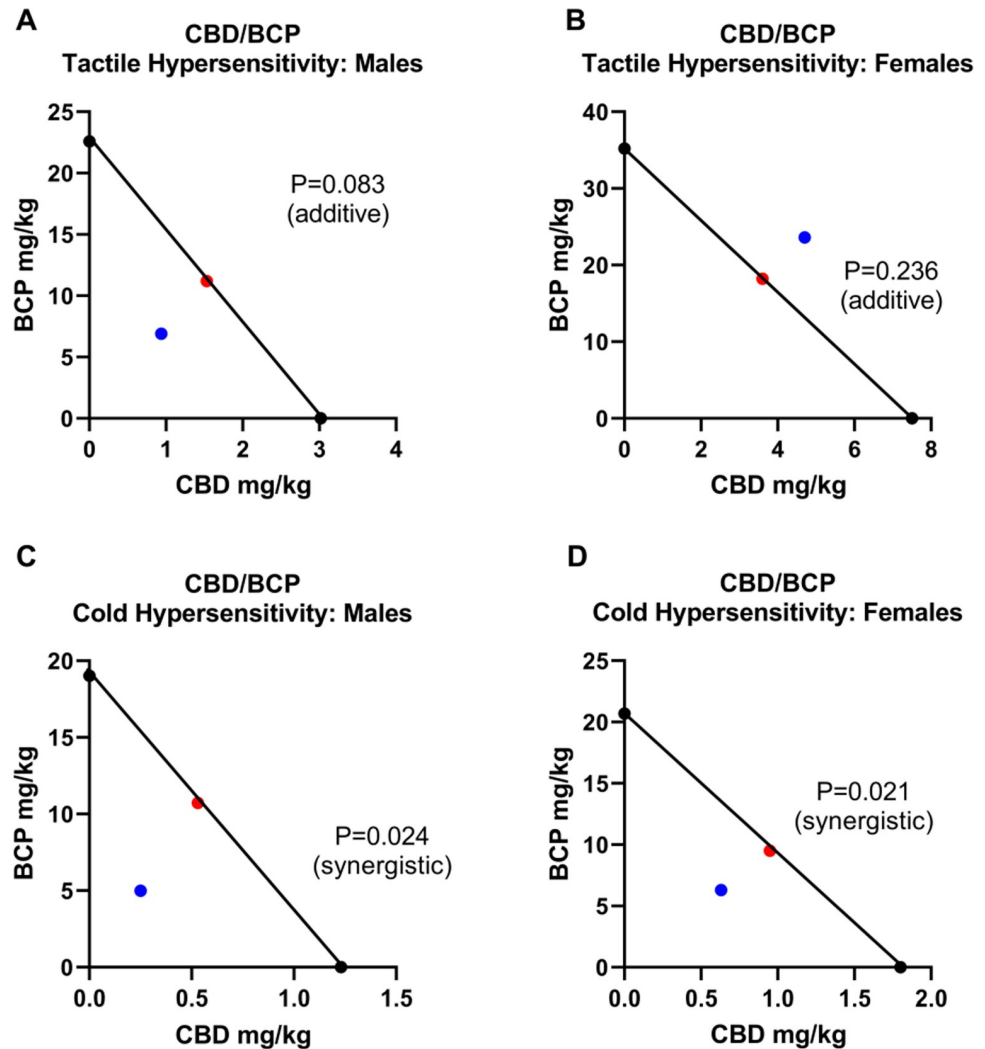 A
CBD/BCP
Tactile Hypersensitivity: Males
25
20
15
10
5
0
BCP mg/kg
P=0.083
(additive)
0 1 2 3 4
CBD mg/kg
B
CBD/BCP
Tactile Hypersensitivity: Females
40
30
20
10
0
BCP mg/kg
P=0.236
(additive)
0 2 4 6 8
CBD mg/kg
C
CBD/BCP
Cold Hypersensitivity: Males
20
15
10
5
0
BCP mg/kg
P=0.024
(synergistic)
0.0 0.5 1.0 1.5
CBD mg/kg
D
CBD/BCP
Cold Hypersensitivity: Females
25
20
15
10
5
0
BCP mg/kg
P=0.021
(synergistic)
0.0 0.5 1.0 1.5 2.0
CBD mg/kg